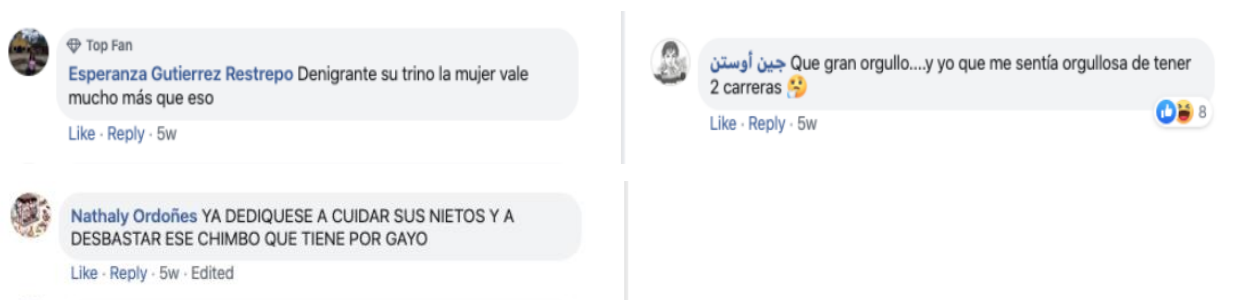 Top Fan
Esperanza Gutierrez Restrepo Denigrante su trino la mujer vale
mucho más que eso
Like · Reply · 5w
جين أوستن Que gran orgullo....y yo que me sentía orgullosa de tener
2 carreras 🤔
8
Like · Reply · 5w
Nathaly Ordoñes YA DEDIQUESE A CUIDAR SUS NIETOS Y A
DESBASTAR ESE CHIMBO QUE TIENE POR GAYO
Like · Reply · 5w · Edited